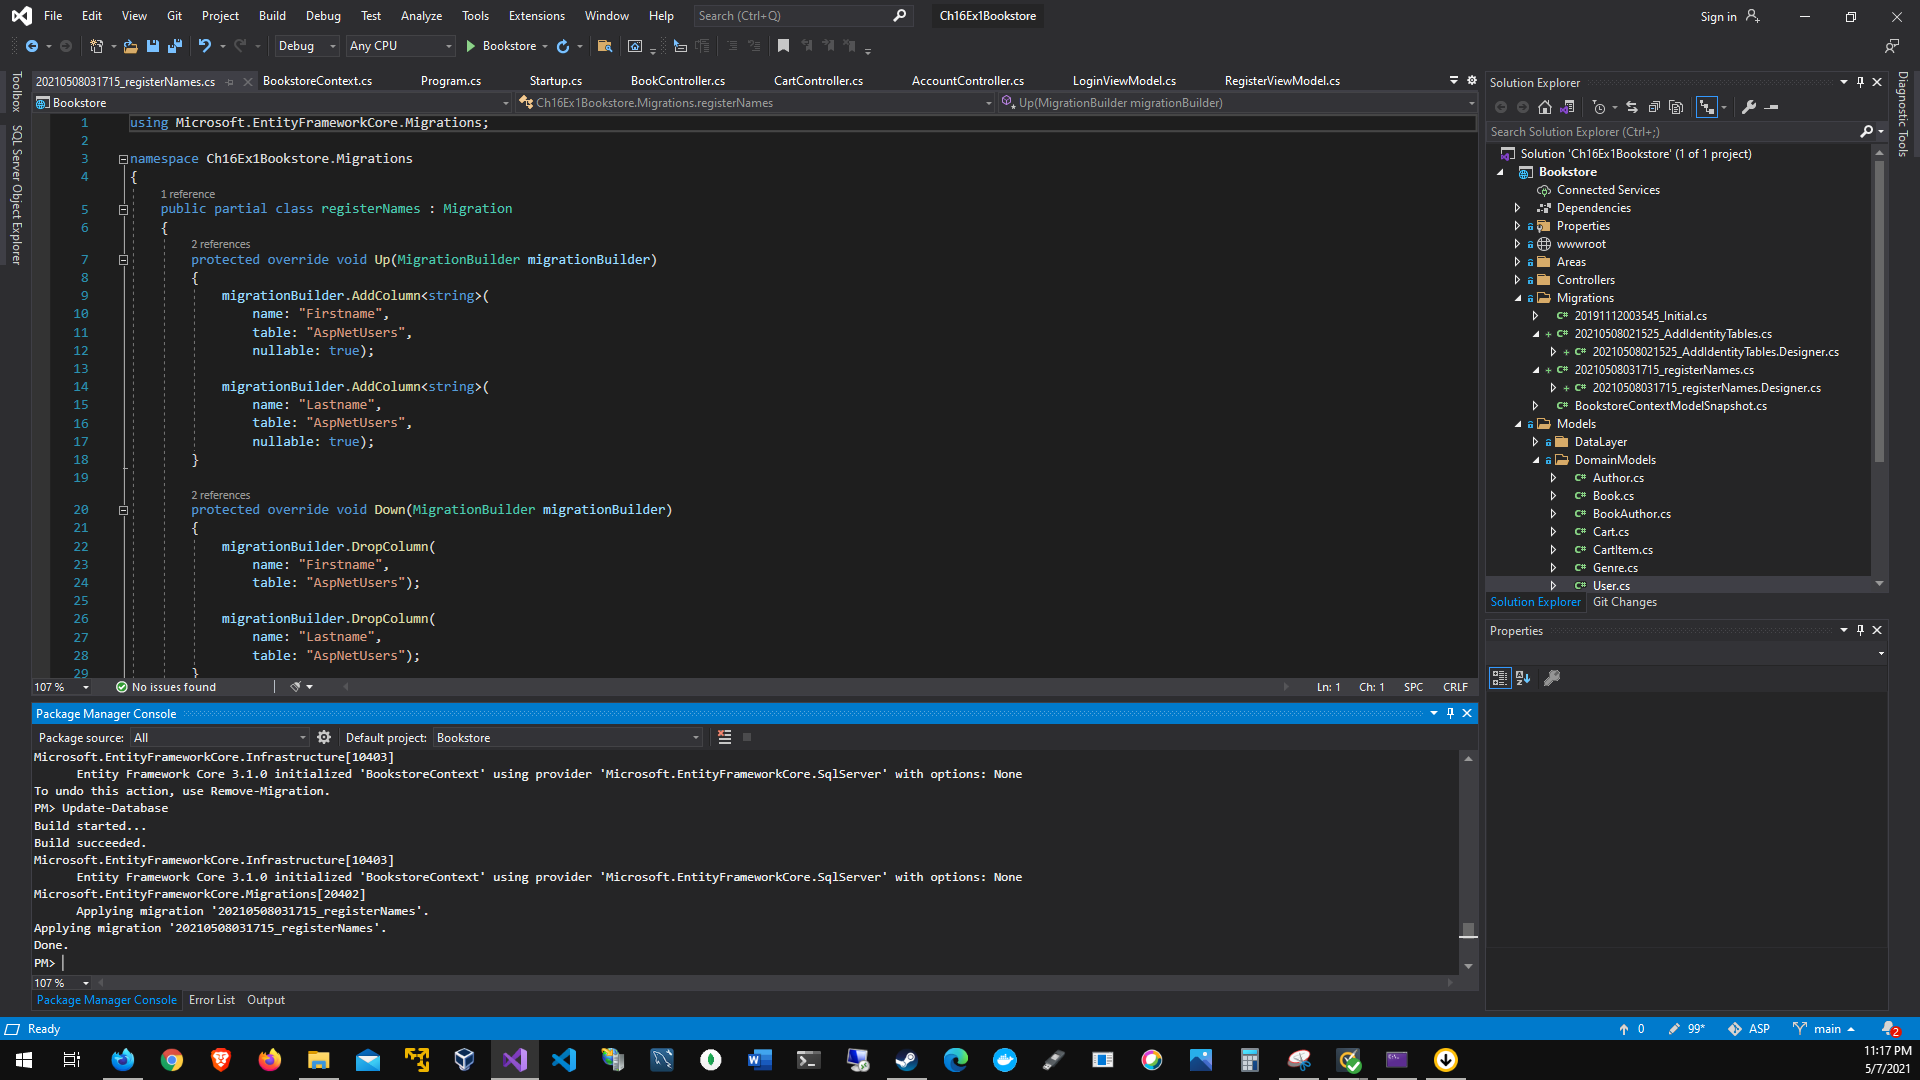 File Edit View Git Project Build Debug Test Analyze Tools Extensions Window Help Search (Ctrl+Q) Ch16Ex1Bookstore Sign in
Debug Any CPU Bookstore
Toolbox
SQL Server Object Explorer
20210508031715_registerNames.cs BookstoreContext.cs Program.cs Startup.cs BookController.cs CartController.cs AccountController.cs LoginViewModel.cs RegisterViewModel.cs
Bookstore Ch16Ex1Bookstore.Migrations.registerNames Up(MigrationBuilder migrationBuilder)
1 using Microsoft.EntityFrameworkCore.Migrations;
2
3 namespace Ch16Ex1Bookstore.Migrations
4 {
1 reference
5 public partial class registerNames : Migration
6 {
2 references
7 protected override void Up(MigrationBuilder migrationBuilder)
8 {
9 migrationBuilder.AddColumn<string>(
10 name: "Firstname",
11 table: "AspNetUsers",
12 nullable: true);
13
14 migrationBuilder.AddColumn<string>(
15 name: "Lastname",
16 table: "AspNetUsers",
17 nullable: true);
18 }
19
2 references
20 protected override void Down(MigrationBuilder migrationBuilder)
21 {
22 migrationBuilder.DropColumn(
23 name: "Firstname",
24 table: "AspNetUsers");
25
26 migrationBuilder.DropColumn(
27 name: "Lastname",
28 table: "AspNetUsers");
29 }
107 % No issues found Ln: 1 Ch: 1 SPC CRLF
Package Manager Console
Package source: All Default project: Bookstore
Microsoft.EntityFrameworkCore.Infrastructure[10403]
Entity Framework Core 3.1.0 initialized 'BookstoreContext' using provider 'Microsoft.EntityFrameworkCore.SqlServer' with options: None
To undo this action, use Remove-Migration.
PM> Update-Database
Build started...
Build succeeded.
Microsoft.EntityFrameworkCore.Infrastructure[10403]
Entity Framework Core 3.1.0 initialized 'BookstoreContext' using provider 'Microsoft.EntityFrameworkCore.SqlServer' with options: None
Microsoft.EntityFrameworkCore.Migrations[20402]
Applying migration '20210508031715_registerNames'.
Applying migration '20210508031715_registerNames'.
Done.
PM>
107 %
Package Manager Console Error List Output
Solution Explorer
Search Solution Explorer (Ctrl+;)
Solution 'Ch16Ex1Bookstore' (1 of 1 project)
Bookstore
Connected Services
Dependencies
Properties
wwwroot
Areas
Controllers
Migrations
C# 20191112003545_Initial.cs
+ C# 20210508021525_AddIdentityTables.cs
+ C# 20210508021525_AddIdentityTables.Designer.cs
+ C# 20210508031715_registerNames.cs
+ C# 20210508031715_registerNames.Designer.cs
C# BookstoreContextModelSnapshot.cs
Models
DataLayer
DomainModels
C# Author.cs
C# Book.cs
C# BookAuthor.cs
C# Cart.cs
C# CartItem.cs
C# Genre.cs
C# User.cs
Solution Explorer Git Changes
Properties
Diagnostic Tools
Ready 0 99* ASP main 2
11:17 PM
5/7/2021